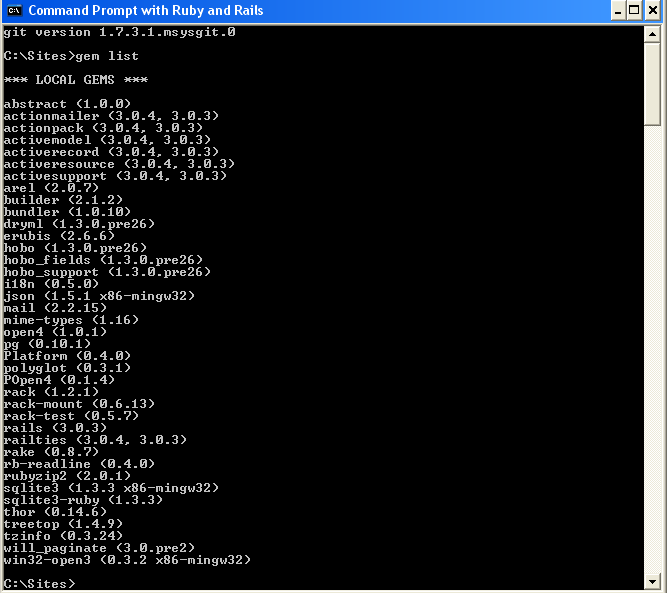 Command Prompt with Ruby and Rails
git version 1.7.3.1.msysgit.0
C:\Sites>gem list
*** LOCAL GEMS ***
abstract (1.0.0)
actionmailer (3.0.4, 3.0.3)
actionpack (3.0.4, 3.0.3)
activemodel (3.0.4, 3.0.3)
activerecord (3.0.4, 3.0.3)
activeresource (3.0.4, 3.0.3)
activesupport (3.0.4, 3.0.3)
arel (2.0.7)
builder (2.1.2)
bundler (1.0.10)
dryml (1.3.0.pre26)
erubis (2.6.6)
hobo (1.3.0.pre26)
hobo_fields (1.3.0.pre26)
hobo_support (1.3.0.pre26)
i18n (0.5.0)
json (1.5.1 x86-mingw32)
mail (2.2.15)
mime-types (1.16)
open4 (1.0.1)
pg (0.10.1)
Platform (0.4.0)
polyglot (0.3.1)
POpen4 (0.1.4)
rack (1.2.1)
rack-mount (0.6.13)
rack-test (0.5.7)
rails (3.0.3)
railties (3.0.4, 3.0.3)
rake (0.8.7)
rb-readline (0.4.0)
rubyzip2 (2.0.1)
sqlite3 (1.3.3 x86-mingw32)
sqlite3-ruby (1.3.3)
thor (0.14.6)
treetop (1.4.9)
tzinfo (0.3.24)
will_paginate (3.0.pre2)
win32-open3 (0.3.2 x86-mingw32)
C:\Sites>